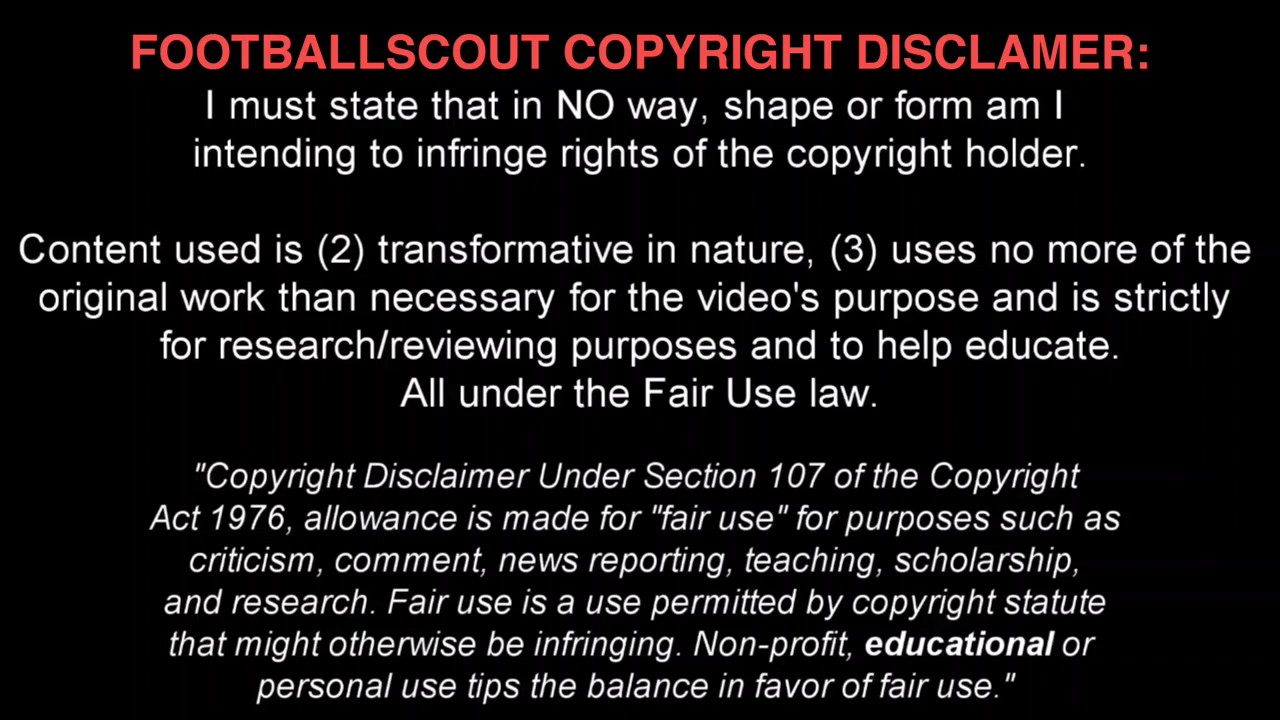 FOOTBALLSCOUT COPYRIGHT DISCLAMER:
I must state that in NO way, shape or form am I
intending to infringe rights of the copyright holder.
Content used is (2) transformative in nature, (3) uses no more of the
original work than necessary for the video's purpose and is strictly
for research/reviewing purposes and to help educate.
All under the Fair Use law.
"Copyright Disclaimer Under Section 107 of the Copyright
Act 1976, allowance is made for "fair use" for purposes such as
criticism, comment, news reporting, teaching, scholarship,
and research. Fair use is a use permitted by copyright statute
that might otherwise be infringing. Non-profit, educational or
personal use tips the balance in favor of fair use."